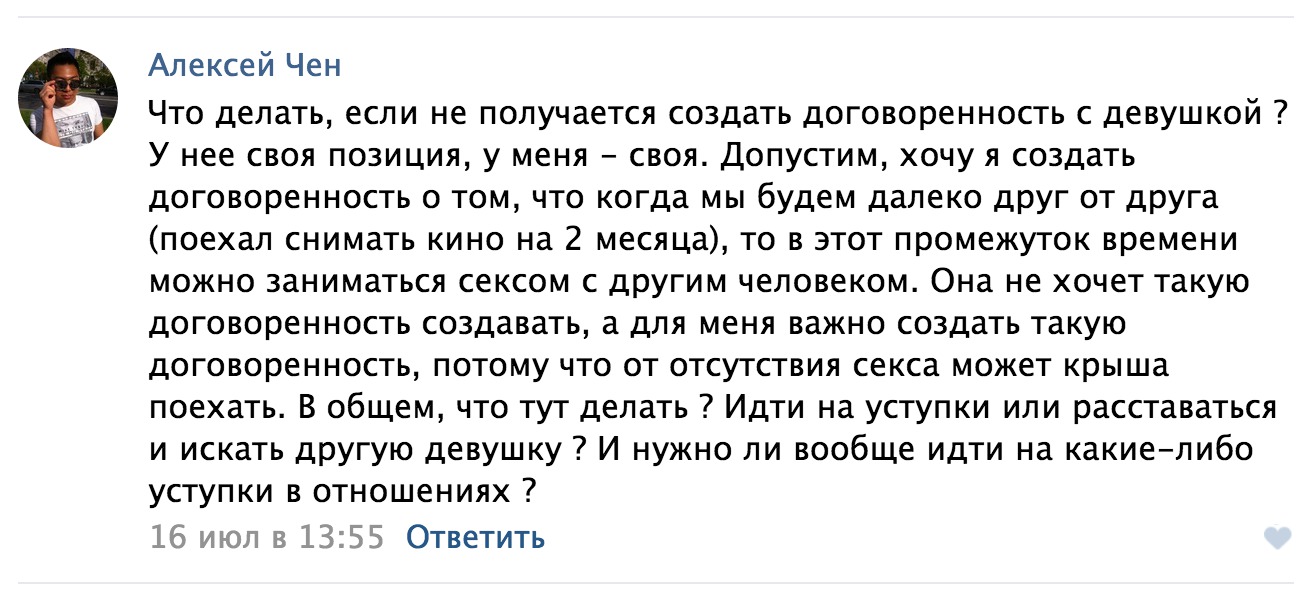 Алексей Чен
Что делать, если не получается создать договоренность с девушкой ?
У нее своя позиция, у меня – своя. Допустим, хочу я создать
договоренность о том, что когда мы будем далеко друг от друга
(поехал снимать кино на 2 месяца), то в этот промежуток времени
можно заниматься сексом с другим человеком. Она не хочет такую
договоренность создавать, а для меня важно создать такую
договоренность, потому что от отсутствия секса может крыша
поехать. В общем, что тут делать ? Идти на уступки или расставаться
и искать другую девушку ? И нужно ли вообще идти на какие-либо
уступки в отношениях ?
16 июл в 13:55 Ответить